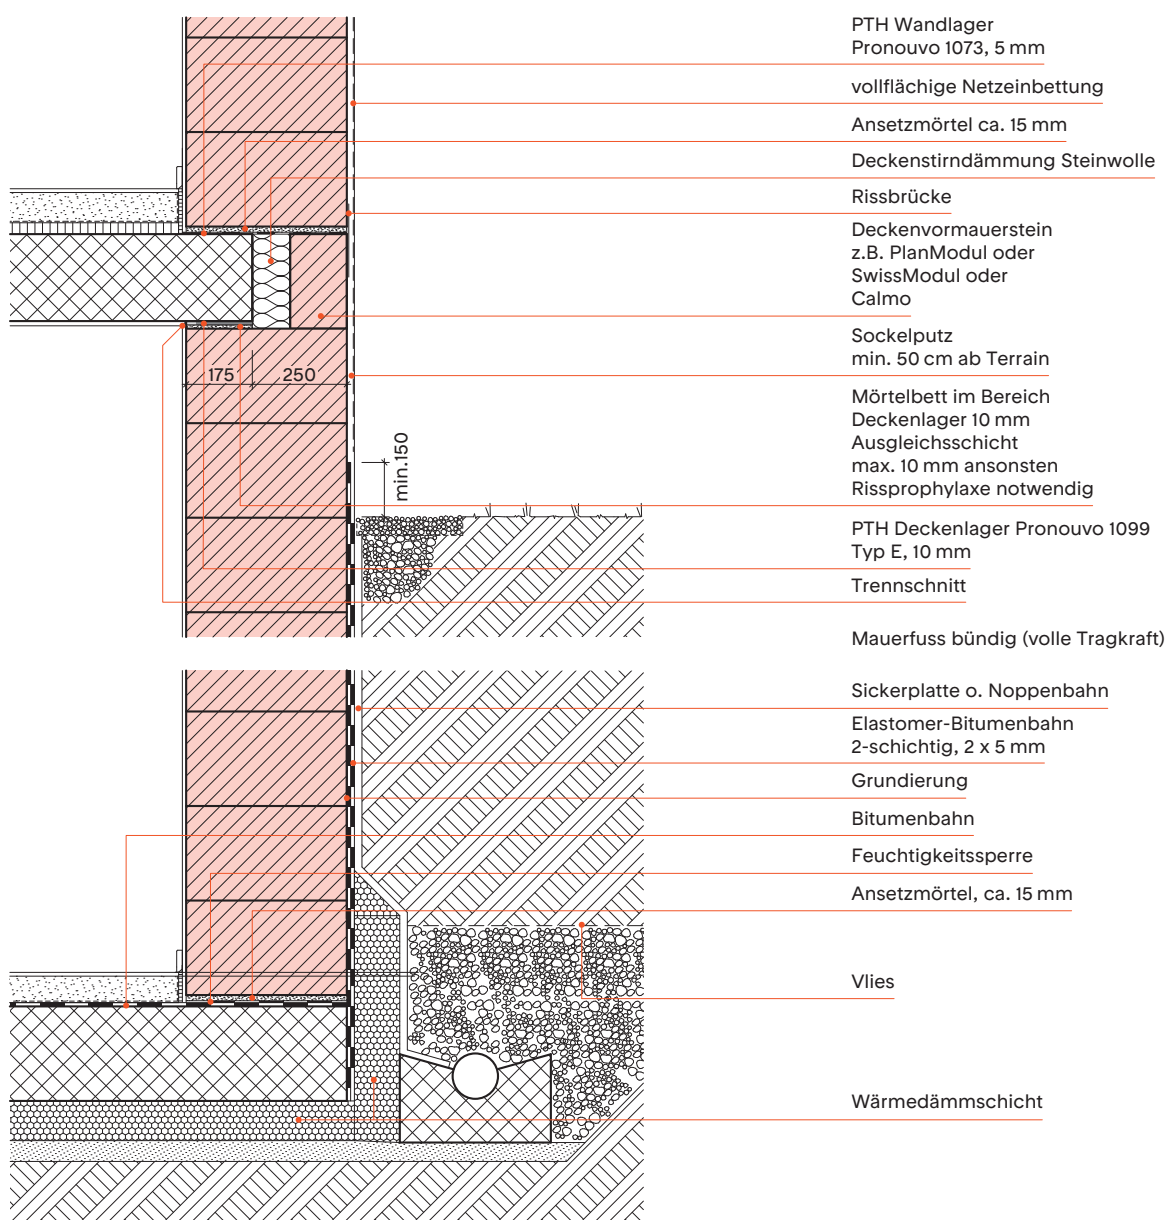 PTH Wandlager
Pronouvo 1073, 5 mm
vollflächige Netzeinbettung
Ansetzmörtel ca. 15 mm
Deckenstirndämmung Steinwolle
Rissbrücke
Deckenvormauerstein
z.B. PlanModul oder
SwissModul oder
Calmo
Sockelputz
min. 50 cm ab Terrain
175
250
Mörtelbett im Bereich
Deckenlager 10 mm
Ausgleichsschicht
max. 10 mm ansonsten
Rissprophylaxe notwendig
min.150
PTH Deckenlager Pronouvo 1099
Typ E, 10 mm
Trennschnitt
Mauerfuss bündig (volle Tragkraft)
Sickerplatte o. Noppenbahn
Elastomer-Bitumenbahn
2-schichtig, 2 x 5 mm
Grundierung
Bitumenbahn
Feuchtigkeitssperre
Ansetzmörtel, ca. 15 mm
Vlies
Wärmedämmschicht